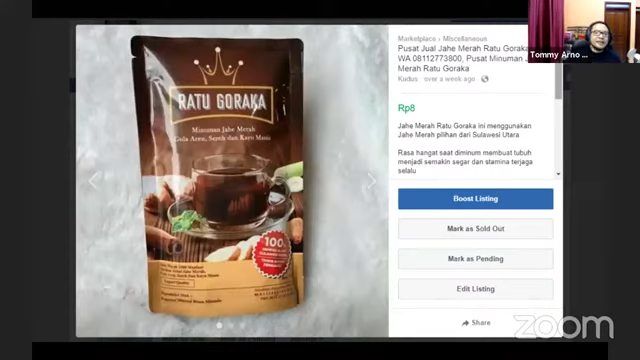 Marketplace › Miscellaneous
Pusat Jual Jahe Merah Ratu Goraka
WA 08112773800, Pusat Minuman J
Merah Ratu Goraka
Kudus · over a week ago
Tommy Arno ...
Rp8
Jahe Merah Ratu Goraka ini menggunakan
Jahe Merah pilihan dari Sulawesi Utara
Rasa hangat saat diminum membuat tubuh
menjadi semakin segar dan stamina terjaga
selalu
Boost Listing
Mark as Sold Out
Mark as Pending
Edit Listing
Share
RATU GORAKA
Minuman Jahe Merah
Gula Aren, Sereh dan Kayu Manis
100%
zoom